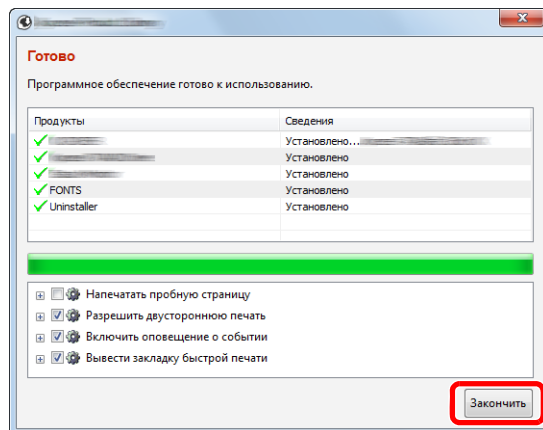 Готово
Программное обеспечение готово к использованию.
Продукты Сведения
Установлено...
Установлено
Установлено
FONTS Установлено
Uninstaller Установлено
Напечатать пробную страницу
Разрешить двустороннюю печать
Включить оповещение о событии
Вывести закладку быстрой печати
Закончить